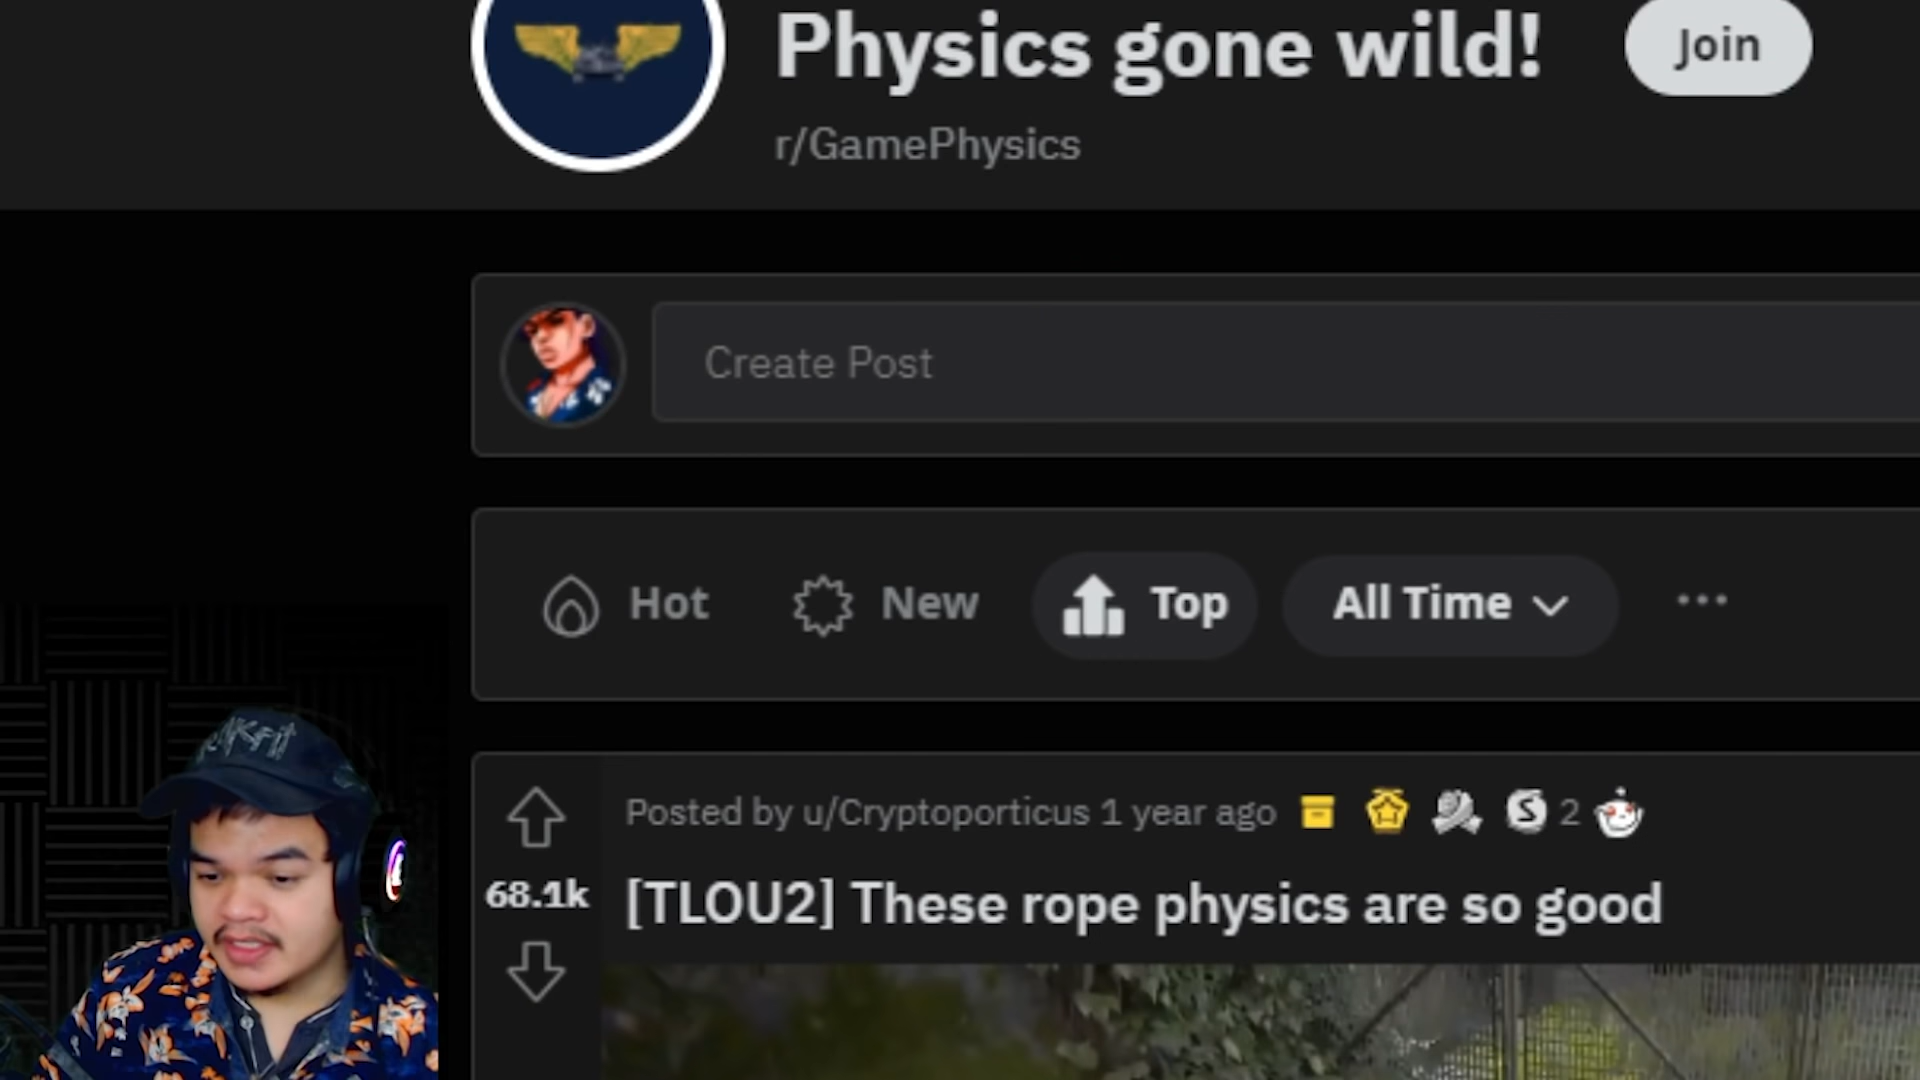 Physics gone wild!
Join
r/GamePhysics
Create Post
Hot
New
Top
All Time
Posted by u/Cryptoporticus 1 year ago
2
68.1k
[TLOU2] These rope physics are so good